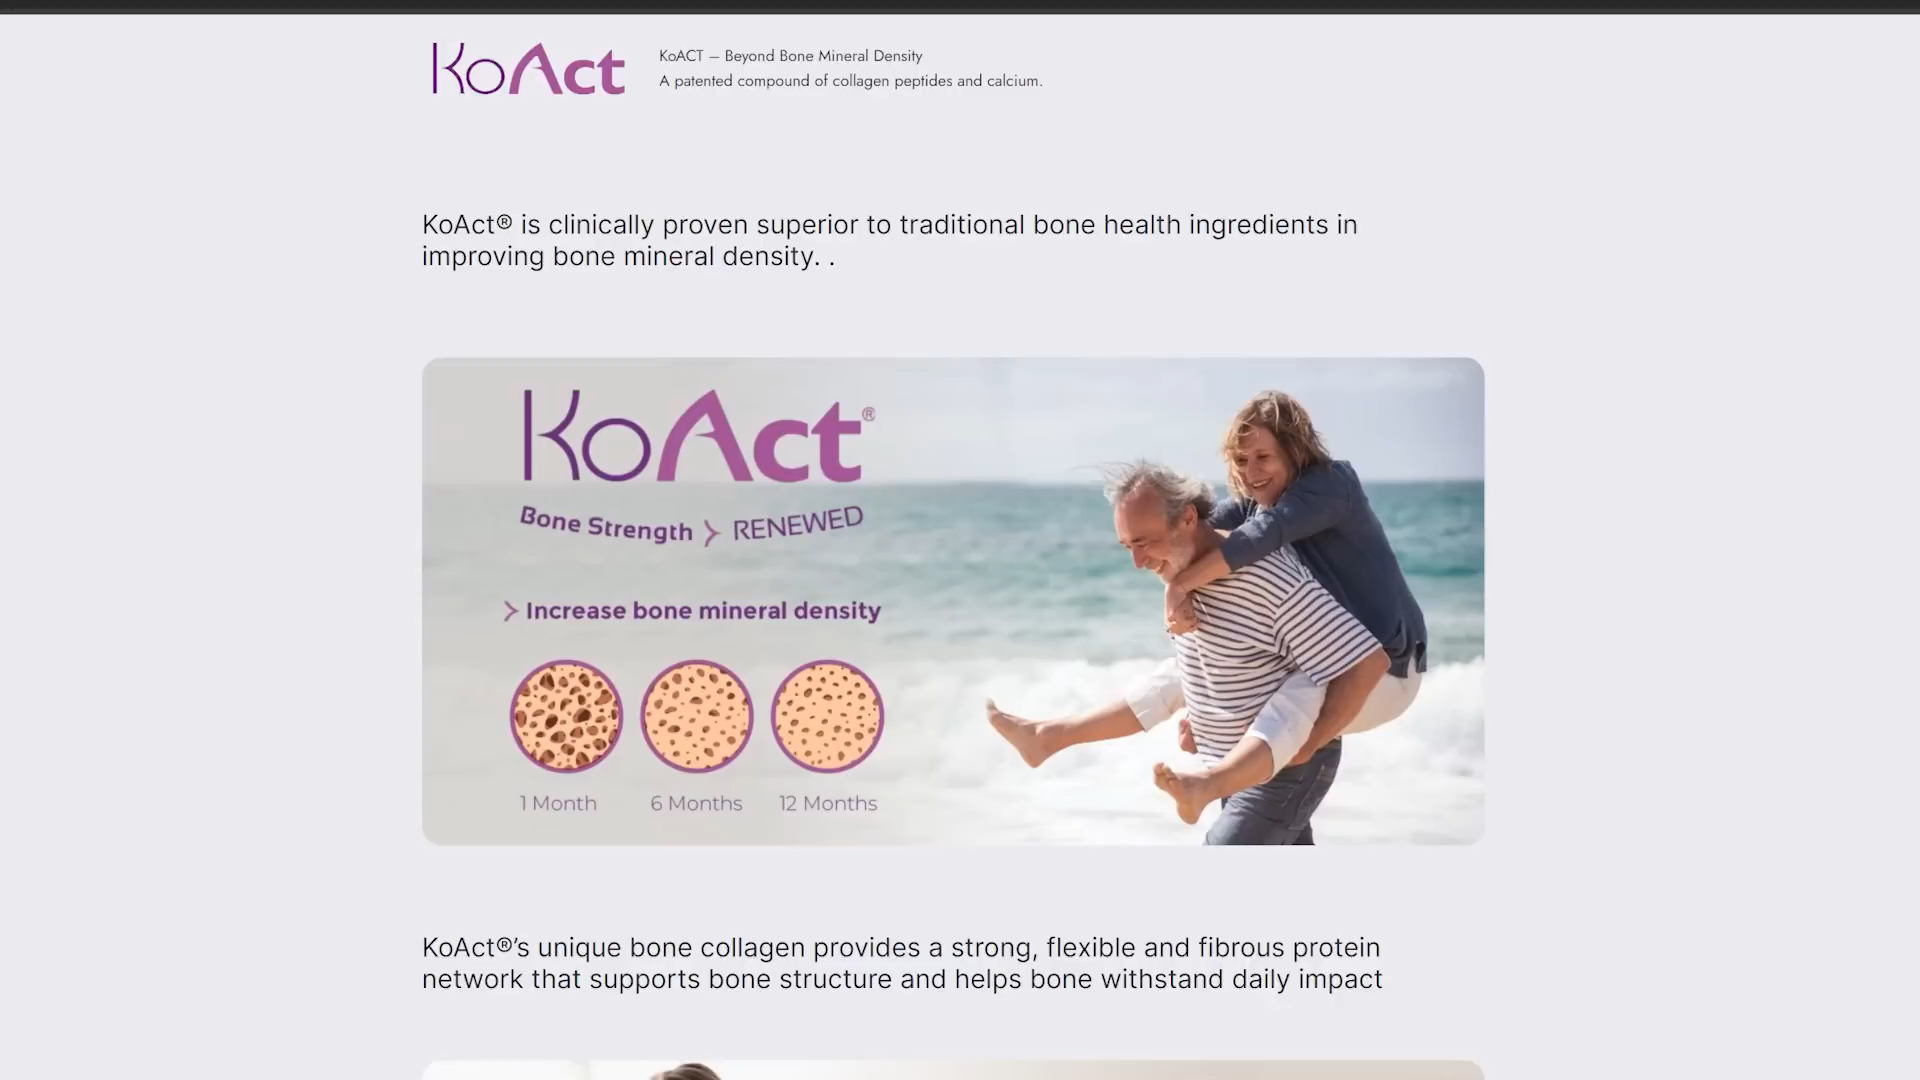 KoAct
KoACT – Beyond Bone Mineral Density
A patented compound of collagen peptides and calcium.
KoAct® is clinically proven superior to traditional bone health ingredients in
improving bone mineral density. .
KoAct®
Bone Strength > RENEWED
> Increase bone mineral density
1 Month
6 Months
12 Months
KoAct®’s unique bone collagen provides a strong, flexible and fibrous protein
network that supports bone structure and helps bone withstand daily impact